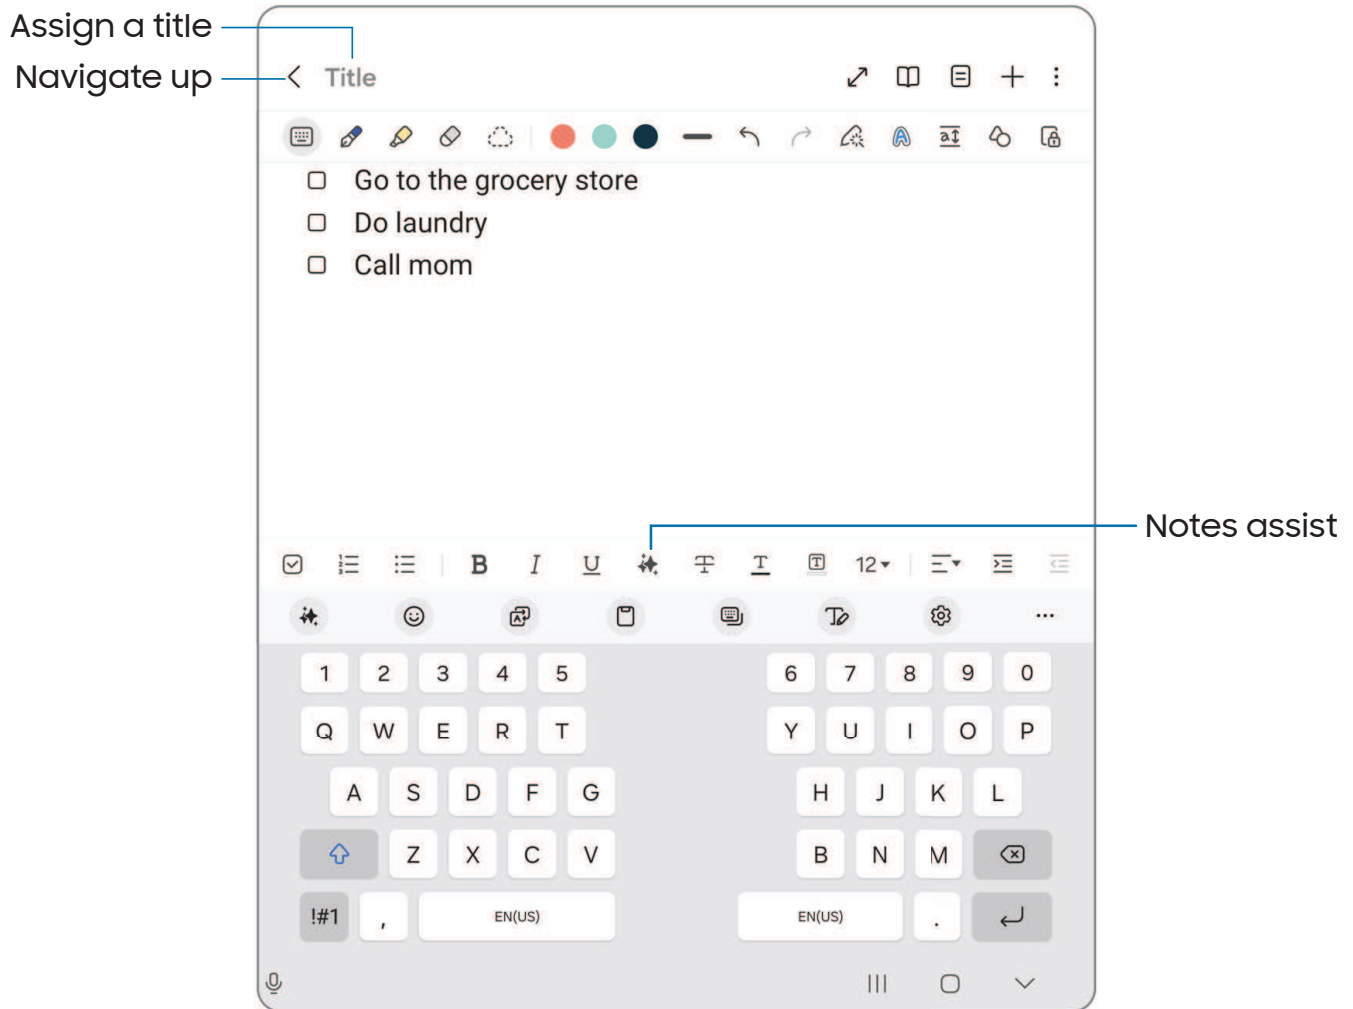 Assign a title
Navigate up
Title
Go to the grocery store
Do laundry
Call mom
Notes assist
B I U T T T 12
1 2 3 4 5 6 7 8 9 0
Q W E R T Y U I O P
A S D F G H J K L
Z X C V B N M
!#1 , EN(US) EN(US) .